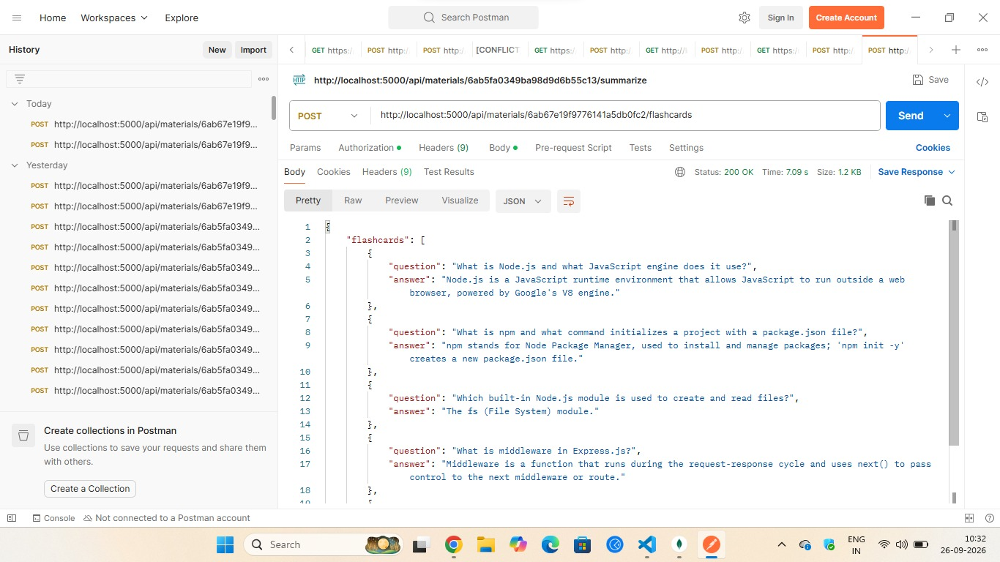 Home
Workspaces
Explore
Search Postman
Sign In
Create Account
History
New
Import
GET https:/
POST http:/
POST http:/
[CONFLICT
GET https:/
POST http:/
GET http://
POST http:/
GET https:/
POST http:/
POST http:/
HTTP
http://localhost:5000/api/materials/6ab5fa0349ba98d9d6b55c13/summarize
Save
POST
http://localhost:5000/api/materials/6ab67e19f9776141a5db0fc2/flashcards
Send
Params
Authorization
Headers (9)
Body
Pre-request Script
Tests
Settings
Cookies
Body
Cookies
Headers (9)
Test Results
Status: 200 OK
Time: 7.09 s
Size: 1.2 KB
Save Response
Pretty
Raw
Preview
Visualize
JSON
Today
POST http://localhost:5000/api/materials/6ab67e19f9...
POST http://localhost:5000/api/materials/6ab67e19f9...
Yesterday
POST http://localhost:5000/api/materials/6ab67e19f9...
POST http://localhost:5000/api/materials/6ab67e19f9...
POST http://localhost:5000/api/materials/6ab5fa0349...
POST http://localhost:5000/api/materials/6ab5fa0349...
POST http://localhost:5000/api/materials/6ab5fa0349...
POST http://localhost:5000/api/materials/6ab5fa0349...
POST http://localhost:5000/api/materials/6ab5fa0349...
POST http://localhost:5000/api/materials/6ab5fa0349...
POST http://localhost:5000/api/materials/6ab5fa0349...
POST http://localhost:5000/api/materials/6ab5fa0349...
POST http://localhost:5000/api/materials/6ab5fa0349...
Create collections in Postman
Use collections to save your requests and share them
with others.
Create a Collection
1 {
2 "flashcards": [
3 {
4 "question": "What is Node.js and what JavaScript engine does it use?",
5 "answer": "Node.js is a JavaScript runtime environment that allows JavaScript to run outside a web
browser, powered by Google's V8 engine."
6 },
7 {
8 "question": "What is npm and what command initializes a project with a package.json file?",
9 "answer": "npm stands for Node Package Manager, used to install and manage packages; 'npm init -y'
creates a new package.json file."
10 },
11 {
12 "question": "Which built-in Node.js module is used to create and read files?",
13 "answer": "The fs (File System) module."
14 },
15 {
16 "question": "What is middleware in Express.js?",
17 "answer": "Middleware is a function that runs during the request-response cycle and uses next() to pass
control to the next middleware or route."
18 },
19 {
Console
Not connected to a Postman account
Search
ENG
IN
10:32
26-09-2026